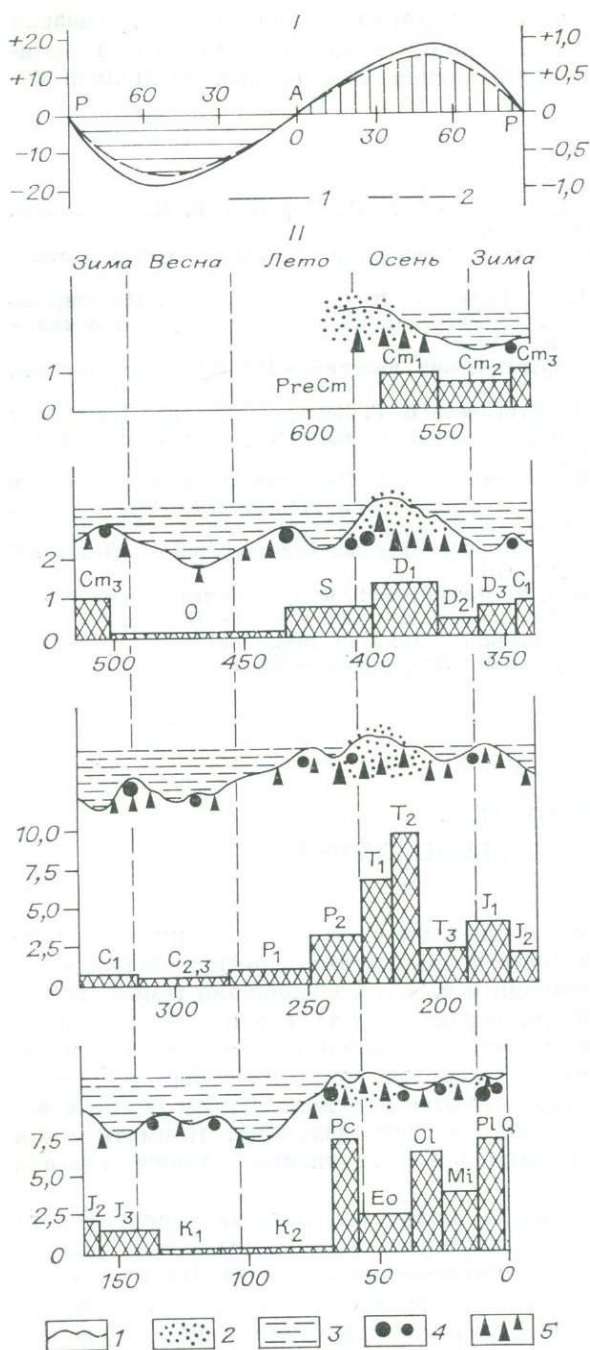 I
+20 +1,0
+10 +0,5
P 60 30 A
0 0 30 60 P 0
-10 -0,5
-20 1 2 -1,0
II
Зима Весна Лето Осень Зима
1 PreCm Cm1 Cm2 Cm3
0
600 550
2
1 Cm3 O S D1 D2 D3 C1
0
500 450 400 350
10,0 T2
7,5 T1
5,0
2,5 C1 C2,3 P1 P2 T3 J1 J2
0
300 250 200
7,5 Pc Ol Pl Q
5,0
2,5 J2 J3 K1 K2 Eo Mi
0
150 100 50 0
1 2 3 4 5